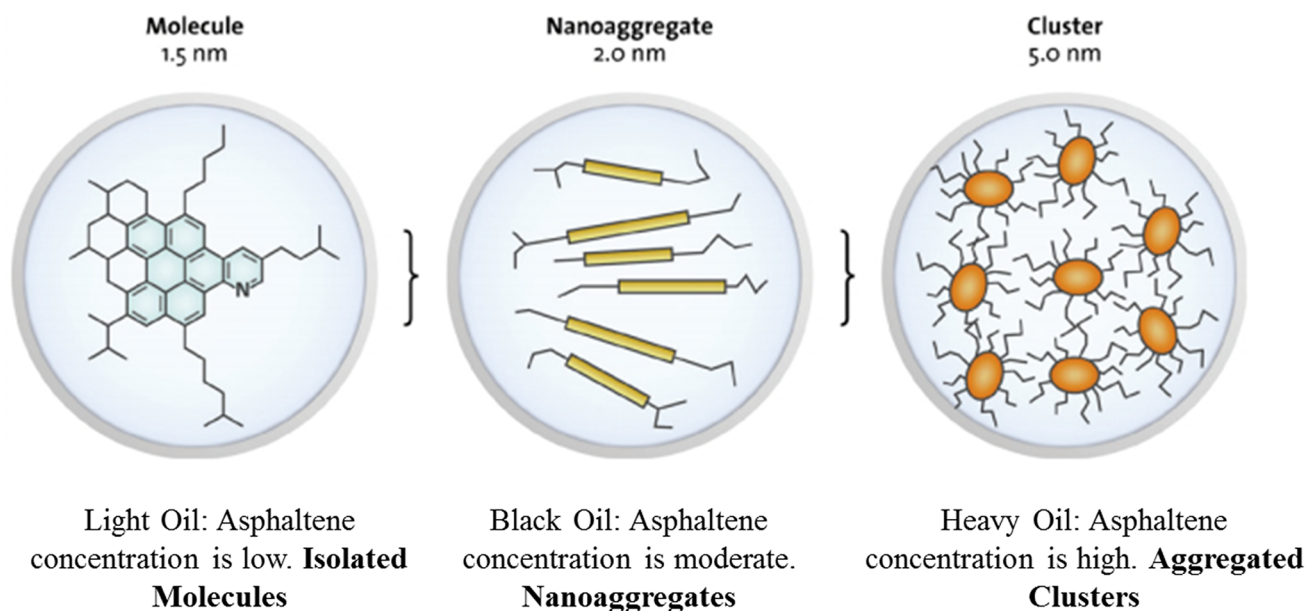 Molecule
1.5 nm
Nanoaggregate
2.0 nm
Cluster
5.0 nm
N
Light Oil: Asphaltene
concentration is low. Isolated
Molecules
Black Oil: Asphaltene
concentration is moderate.
Nanoaggregates
Heavy Oil: Asphaltene
concentration is high. Aggregated
Clusters